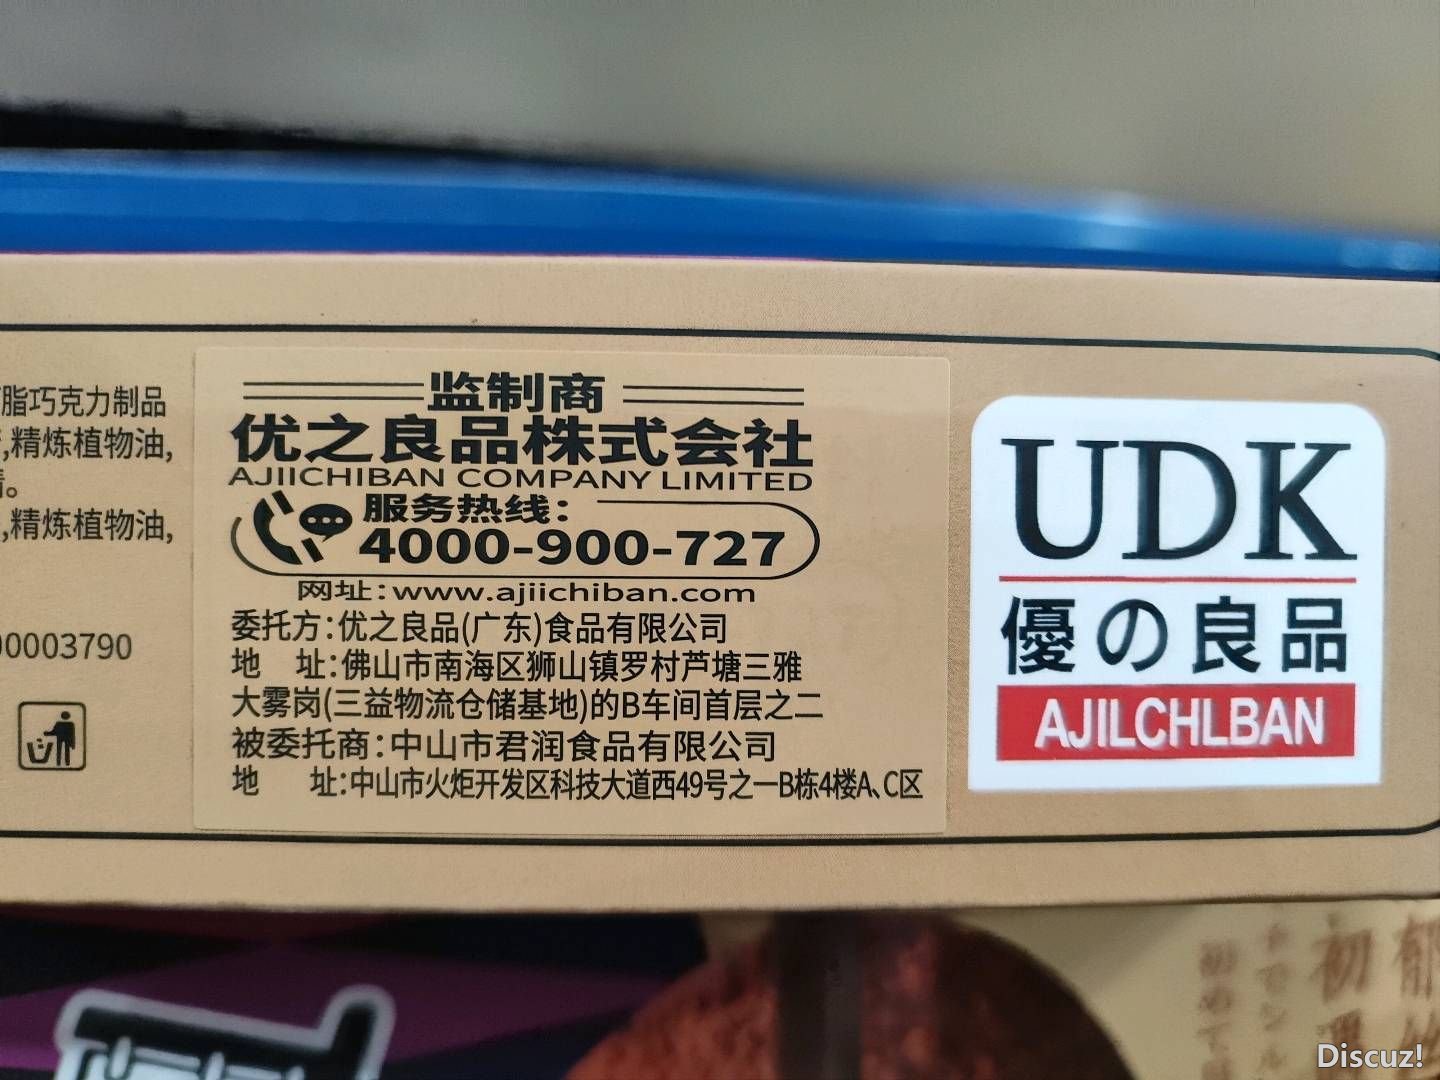 脂巧克力制品
,精炼植物油,
。
,精炼植物油,
00003790
监制商
优之良品株式会社
AJIICHIBAN COMPANY LIMITED
服务热线:
4000-900-727
网址:www.ajiichiban.com
委托方:优之良品(广东)食品有限公司
地 址:佛山市南海区狮山镇罗村芦塘三雅
大雾岗(三益物流仓储基地)的B车间首层之二
被委托商:中山市君润食品有限公司
地 址:中山市火炬开发区科技大道西49号之一B栋4楼A、C区
UDK
優の良品
AJILCHLBAN
初
Discuz!